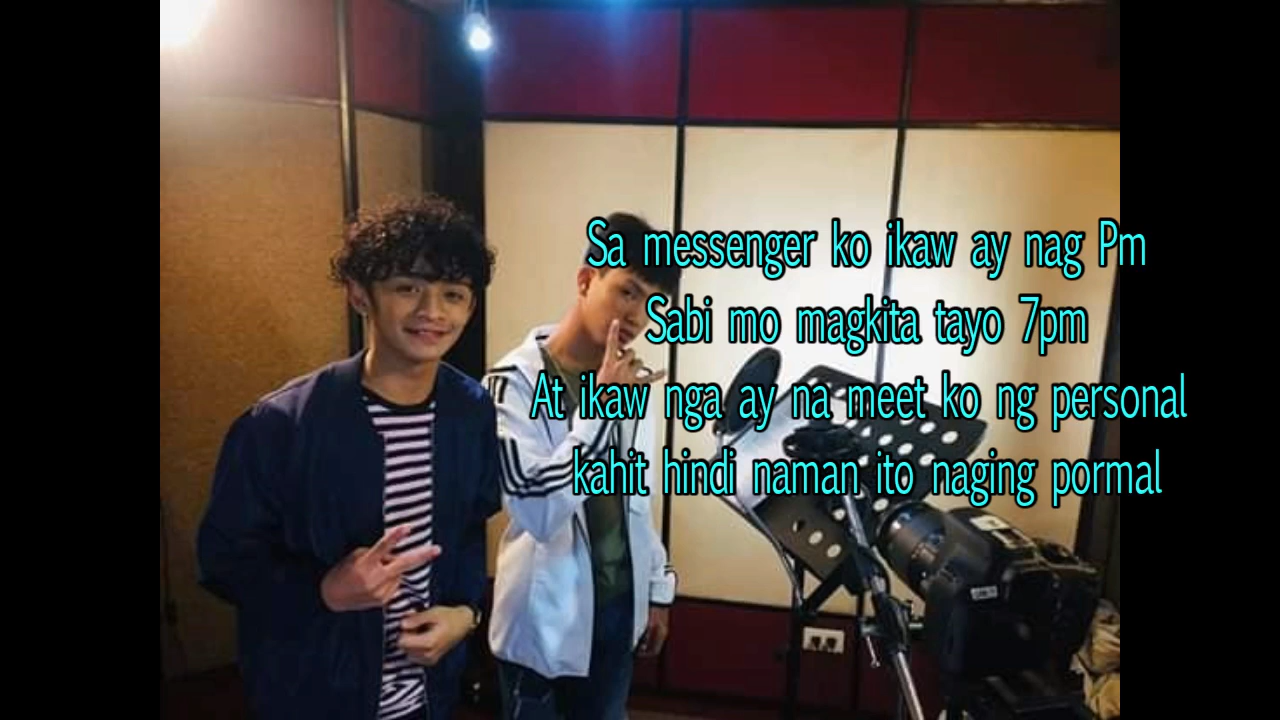 Sa messenger ko ikaw ay nag Pm
Sabi mo magkita tayo 7pm
At ikaw nga ay na meet ko ng personal
kahit hindi naman ito naging pormal